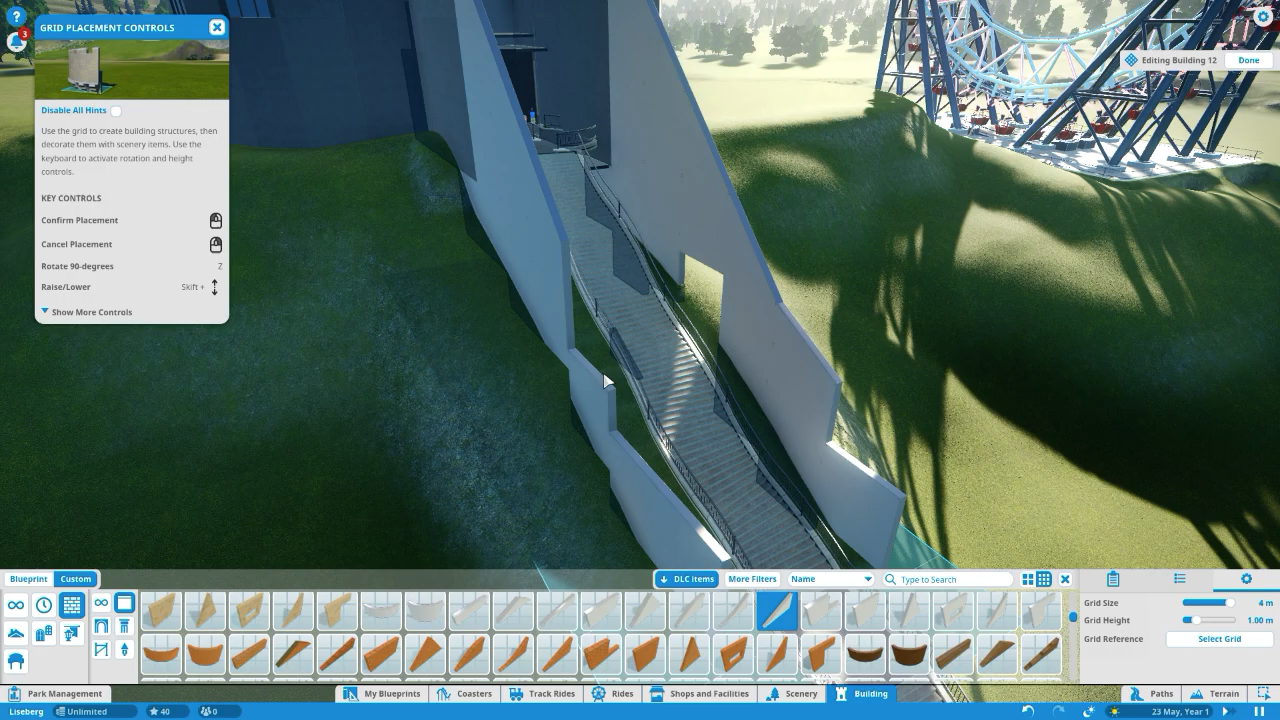 ?
3
GRID PLACEMENT CONTROLS
Disable All Hints
Use the grid to create building structures, then
decorate them with scenery items. Use the
keyboard to activate rotation and height
controls.
KEY CONTROLS
Confirm Placement
Cancel Placement
Rotate 90-degrees Z
Raise/Lower Skift +
Show More Controls
Editing Building 12 Done
Blueprint Custom
DLC items More Filters Name Type to Search
Grid Size 4 m
Grid Height 1.00 m
Grid Reference Select Grid
Park Management My Blueprints Coasters Track Rides Rides Shops and Facilities Scenery Building Paths Terrain
Liseberg Unlimited 40 0 23 May, Year 1